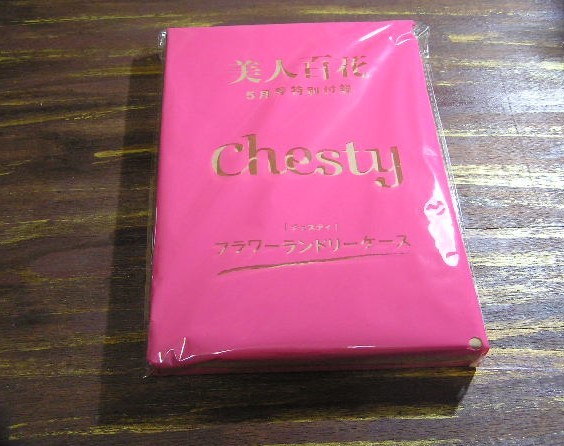 美人百花
5月号特別付録
Chesty
[チェスティ]
フラワーランドリーケース